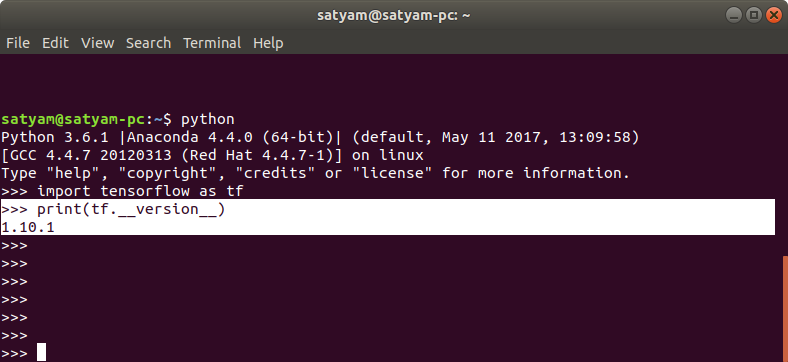 satyam@satyam-pc: ~
File Edit View Search Terminal Help
satyam@satyam-pc:~$ python
Python 3.6.1 |Anaconda 4.4.0 (64-bit)| (default, May 11 2017, 13:09:58)
[GCC 4.4.7 20120313 (Red Hat 4.4.7-1)] on linux
Type "help", "copyright", "credits" or "license" for more information.
>>> import tensorflow as tf
>>> print(tf.__version__)
1.10.1
>>>
>>>
>>>
>>>
>>>
>>>
>>>